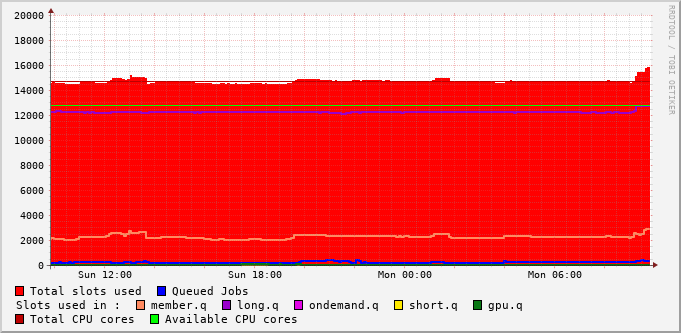 20000
18000
16000
14000
12000
10000
8000
6000
4000
2000
0
Sun 12:00 Sun 18:00 Mon 00:00 Mon 06:00
RRDTOOL / TOBI OETIKER
Total slots used Queued Jobs
Slots used in : member.q long.q ondemand.q short.q gpu.q
Total CPU cores Available CPU cores